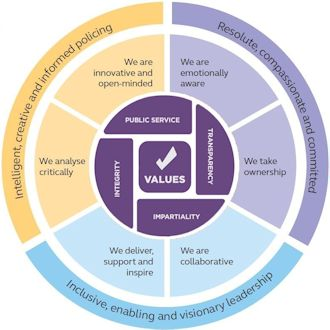 Intelligent, creative and informed policing
Resolute, compassionate and committed
We are
innovative and
open-minded
We are
emotionally
aware
We analyse
critically
We take
ownership
PUBLIC SERVICE
TRANSPARENCY
INTEGRITY
VALUES
IMPARTIALITY
We deliver,
support and
inspire
We are
collaborative
Inclusive, enabling and visionary leadership